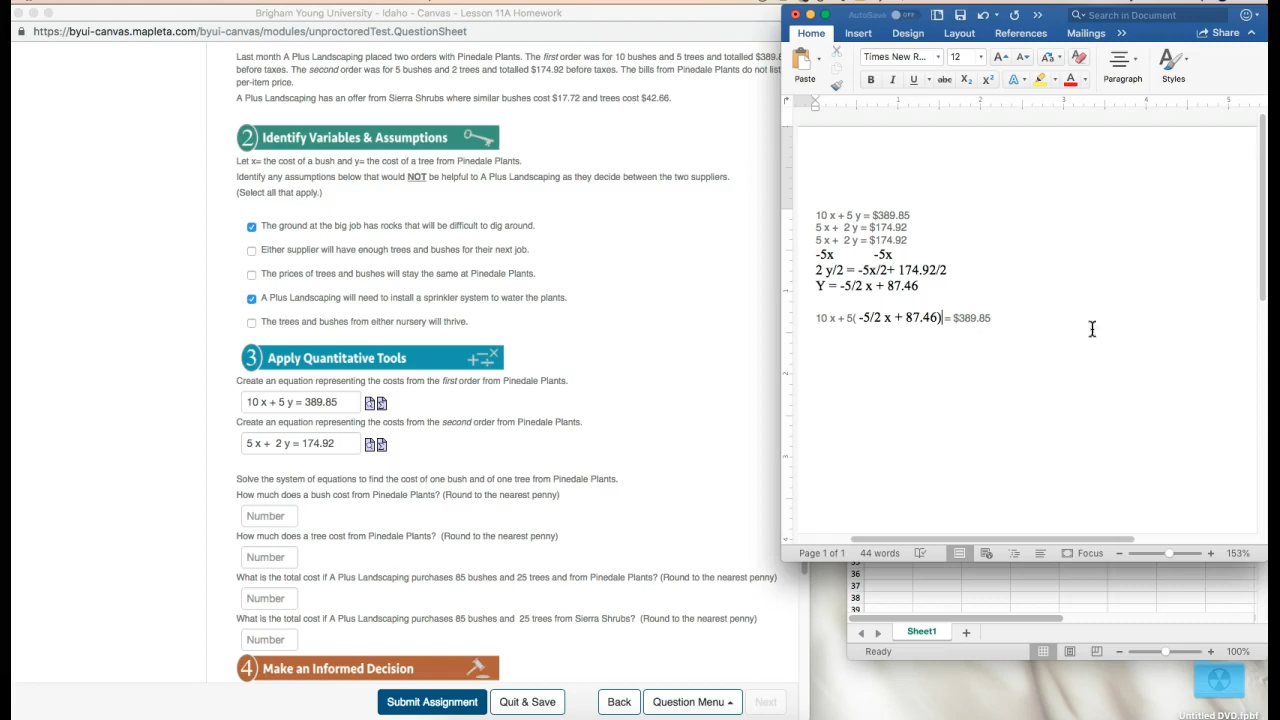 Brigham Young University - Idaho - Canvas - Lesson 11A Homework
https://byui-canvas.mapleta.com/byui-canvas/modules/unproctoredTest.QuestionSheet
Last month A Plus Landscaping placed two orders with Pinedale Plants. The first order was for 10 bushes and 5 trees and totalled $389.8
before taxes. The second order was for 5 bushes and 2 trees and totalled $174.92 before taxes. The bills from Pinedale Plants do not list
per-item price.
A Plus Landscaping has an offer from Sierra Shrubs where similar bushes cost $17.72 and trees cost $42.66.
2 Identify Variables & Assumptions
Let x= the cost of a bush and y= the cost of a tree from Pinedale Plants.
Identify any assumptions below that would NOT be helpful to A Plus Landscaping as they decide between the two suppliers.
(Select all that apply.)
The ground at the big job has rocks that will be difficult to dig around.
Either supplier will have enough trees and bushes for their next job.
The prices of trees and bushes will stay the same at Pinedale Plants.
A Plus Landscaping will need to install a sprinkler system to water the plants.
The trees and bushes from either nursery will thrive.
3 Apply Quantitative Tools
Create an equation representing the costs from the first order from Pinedale Plants.
10 x + 5 y = 389.85
Create an equation representing the costs from the second order from Pinedale Plants.
5 x + 2 y = 174.92
Solve the system of equations to find the cost of one bush and of one tree from Pinedale Plants.
How much does a bush cost from Pinedale Plants? (Round to the nearest penny)
Number
How much does a tree cost from Pinedale Plants? (Round to the nearest penny)
Number
What is the total cost if A Plus Landscaping purchases 85 bushes and 25 trees and from Pinedale Plants? (Round to the nearest penny)
Number
What is the total cost if A Plus Landscaping purchases 85 bushes and 25 trees from Sierra Shrubs? (Round to the nearest penny)
Number
4 Make an Informed Decision
Submit Assignment
Quit & Save
Back
Question Menu
Next
AutoSave OFF
Search in Document
Home Insert Design Layout References Mailings Share
Paste
Times New R...
12
B I U abc X₂ X² A A
Paragraph
Styles
1 2 3 4 5
10 x + 5 y = $389.85
5 x + 2 y = $174.92
5 x + 2 y = $174.92
-5x -5x
2 y/2 = -5x/2+ 174.92/2
Y = -5/2 x + 87.46
10 x + 5( -5/2 x + 87.46) = $389.85
Page 1 of 1 44 words Focus 153%
35
36
37
38
39
Sheet1
Ready 100%
Untitled DVD.fpbf